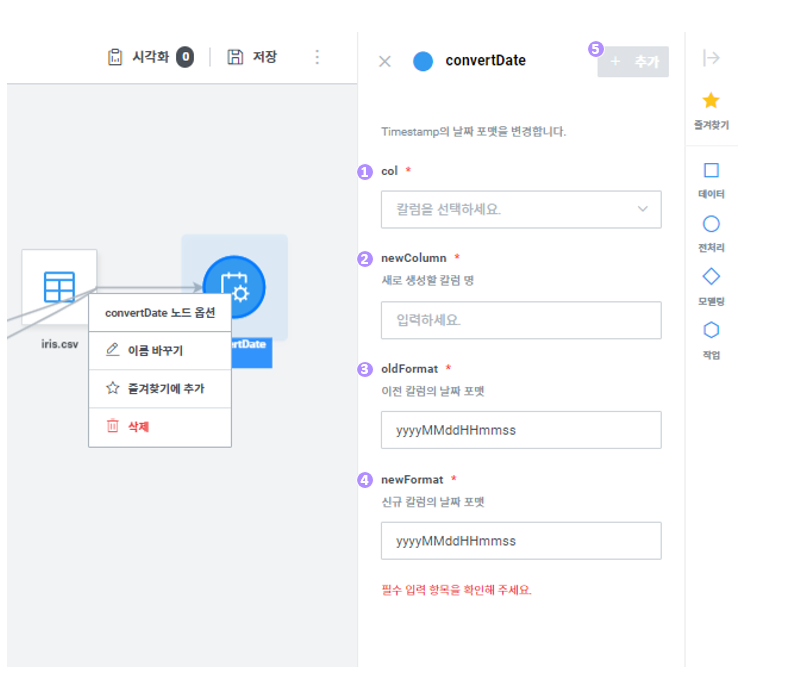 시각화 0
저장
convertDate
5
+ 추가
즐겨찾기
Timestamp의 날짜 포맷을 변경합니다.
1 col *
칼럼을 선택하세요.
데이터
전처리
모델링
작업
2 newColumn *
새로 생성할 칼럼 명
입력하세요.
iris.csv
rtDate
convertDate 노드 옵션
이름 바꾸기
즐겨찾기에 추가
삭제
3 oldFormat *
이전 칼럼의 날짜 포맷
yyyyMMddHHmmss
4 newFormat *
신규 칼럼의 날짜 포맷
yyyyMMddHHmmss
필수 입력 항목을 확인해 주세요.